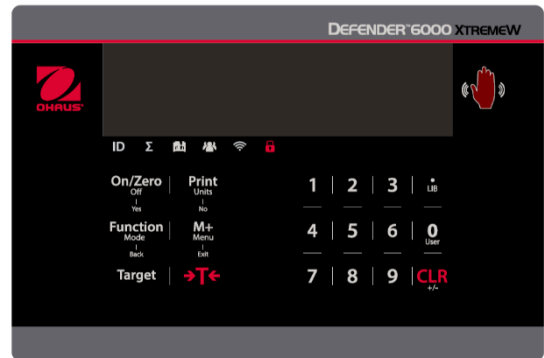 DEFENDER™6000 XTREMEW
OHAUS®
ID Σ
On/Zero Print 1 2 3 .
Off Units LIB
Yes No
Function M+ 4 5 6 0
Mode Menu User
Back Exit
Target →T← 7 8 9 CLR
+/-